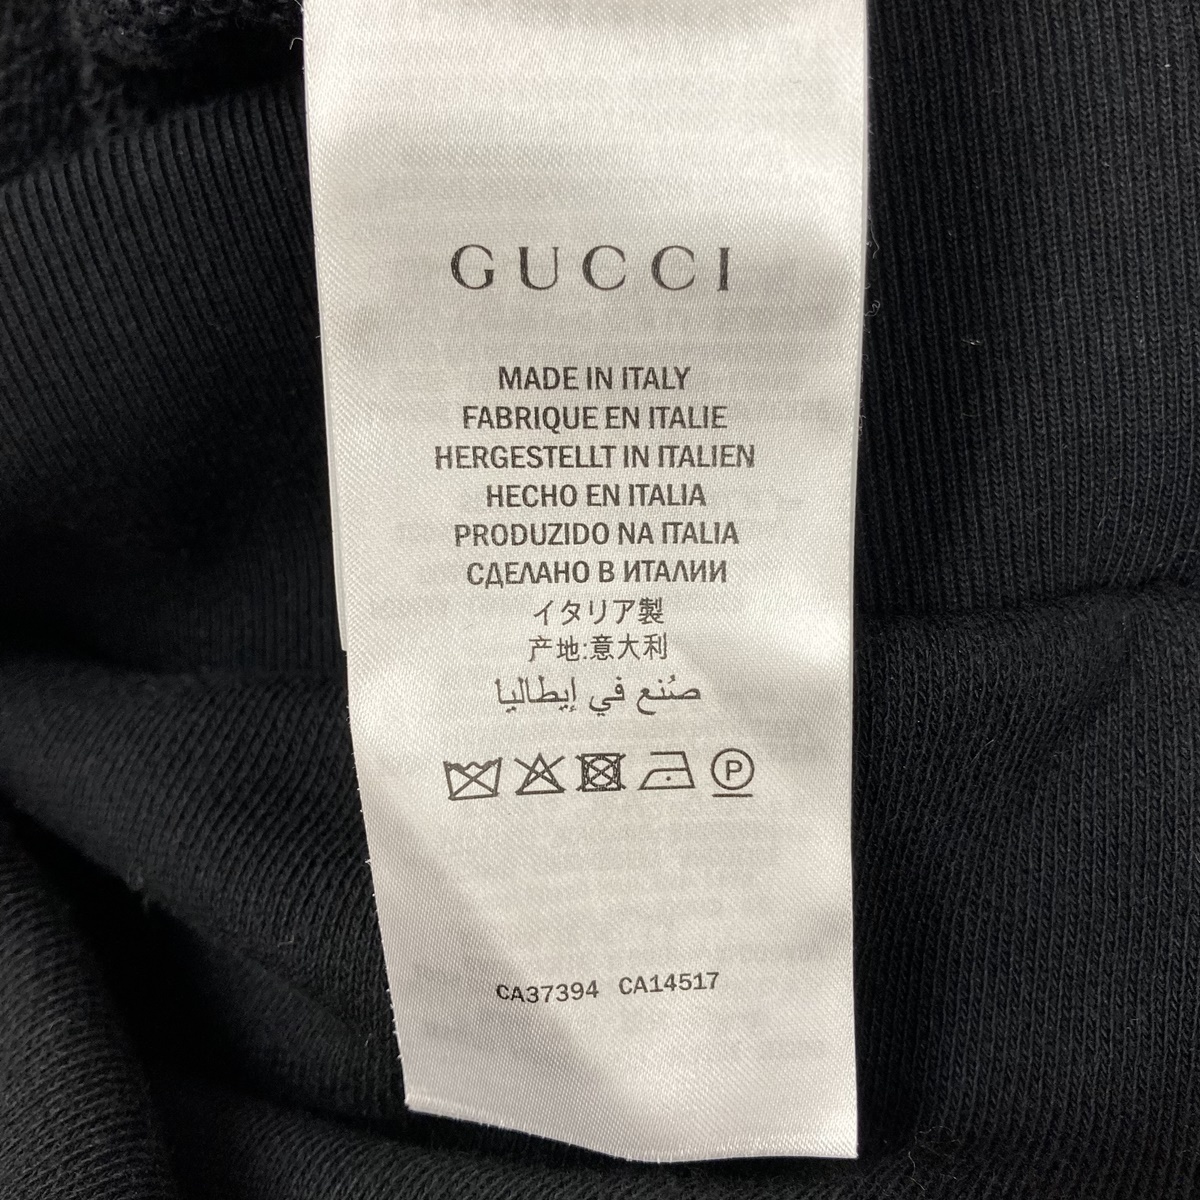 GUCCI
MADE IN ITALY
FABRIQUE EN ITALIE
HERGESTELLT IN ITALIEN
HECHO EN ITALIA
PRODUZIDO NA ITALIA
СДЕЛАНО В ИТАЛИИ
イタリア製
产地:意大利
صُنع في إيطاليا
P
CA37394 CA14517